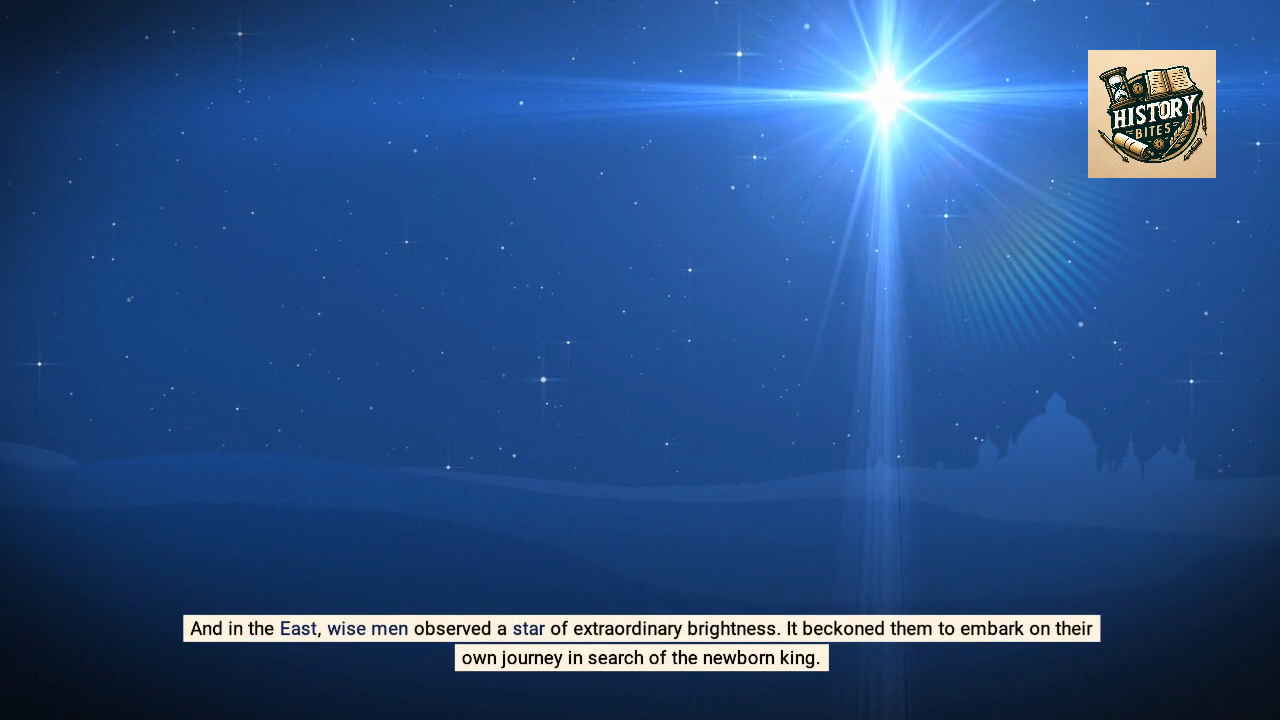 HISTORY
BITES
And in the East, wise men observed a star of extraordinary brightness. It beckoned them to embark on their
own journey in search of the newborn king.